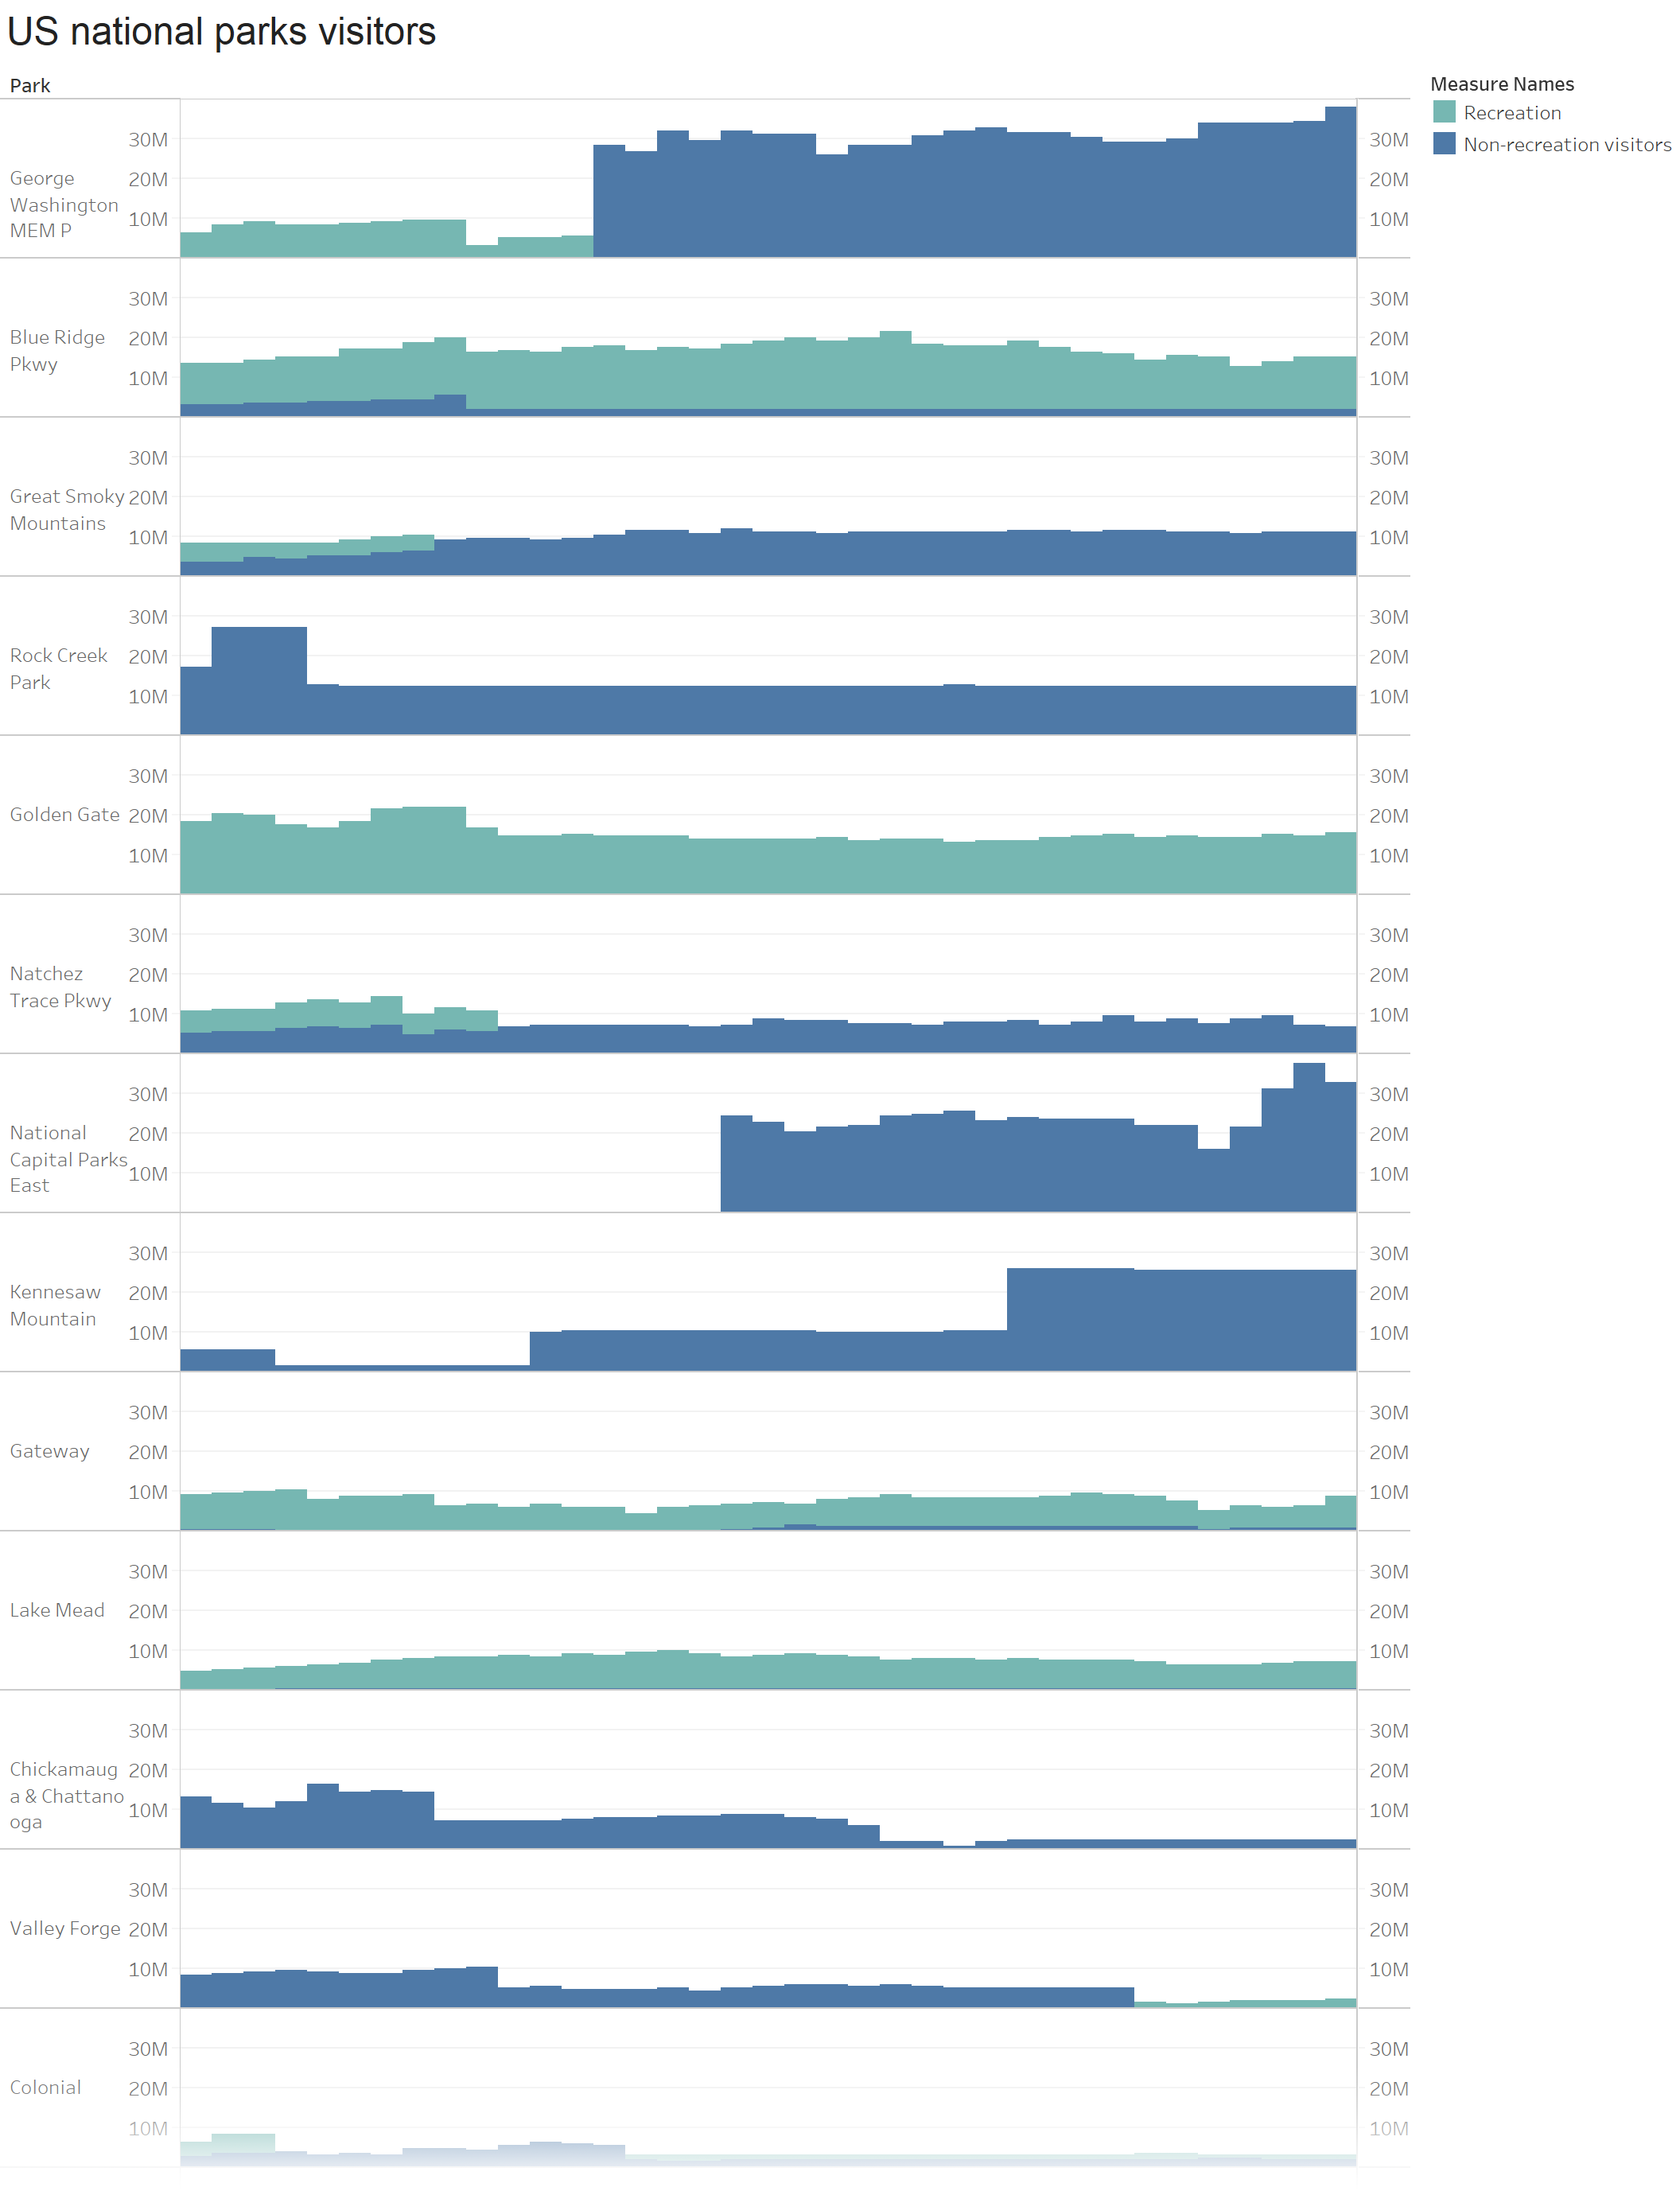 US national parks visitors
Park
Measure Names
Recreation
Non-recreation visitors
George
Washington
MEM P
30M
20M
10M
30M
20M
10M
Blue Ridge
Pkwy
30M
20M
10M
30M
20M
10M
Great Smoky
Mountains
30M
20M
10M
30M
20M
10M
Rock Creek
Park
30M
20M
10M
30M
20M
10M
Golden Gate
30M
20M
10M
30M
20M
10M
Natchez
Trace Pkwy
30M
20M
10M
30M
20M
10M
National
Capital Parks
East
30M
20M
10M
30M
20M
10M
Kennesaw
Mountain
30M
20M
10M
30M
20M
10M
Gateway
30M
20M
10M
30M
20M
10M
Lake Mead
30M
20M
10M
30M
20M
10M
Chickamaug
a & Chattano
oga
30M
20M
10M
30M
20M
10M
Valley Forge
30M
20M
10M
30M
20M
10M
Colonial
30M
20M
10M
30M
20M
10M